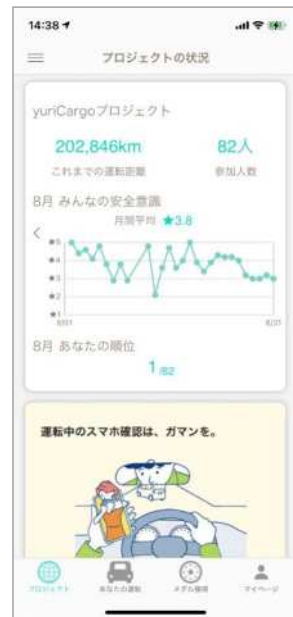 14:38
プロジェクトの状況
yuriCargoプロジェクト
202,846km
82人
これまでの運転距離
参加人数
8月 みんなの安全意識
月間平均 ★3.8
★5
★4
★3
★2
★1
8/01
8/31
8月 あなたの順位
1 /82
運転中のスマホ確認は、ガマンを。
プロジェクト
あなたの運転
メダル獲得
マイページ